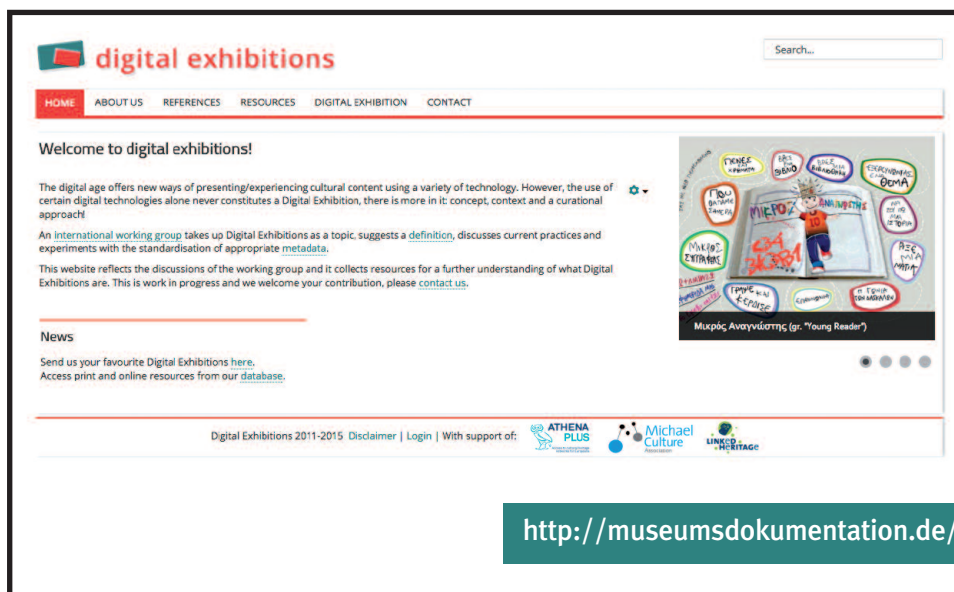 digital exhibitions
Search...
HOME ABOUT US REFERENCES RESOURCES DIGITAL EXHIBITION CONTACT
Welcome to digital exhibitions!
The digital age offers new ways of presenting/experiencing cultural content using a variety of technology. However, the use of
certain digital technologies alone never constitutes a Digital Exhibition, there is more in it: concept, context and a curational
approach!
An international working group takes up Digital Exhibitions as a topic, suggests a definition, discusses current practices and
experiments with the standardisation of appropriate metadata.
This website reflects the discussions of the working group and it collects resources for a further understanding of what Digital
Exhibitions are. This is work in progress and we welcome your contribution, please contact us.
ΜΙΚΡΟΣ ΑΝΑΓΝΩΣΤΗΣ
ΘΕΜΑ
10
Μικρός Αναγνώστης (gr. "Young Reader")
News
Send us your favourite Digital Exhibitions here.
Access print and online resources from our database.
Digital Exhibitions 2011-2015 Disclaimer | Login | With support of:
ATHENA
PLUS
Michael
Culture
Association
LINKED
HERITAGE
http://museumsdokumentation.de/